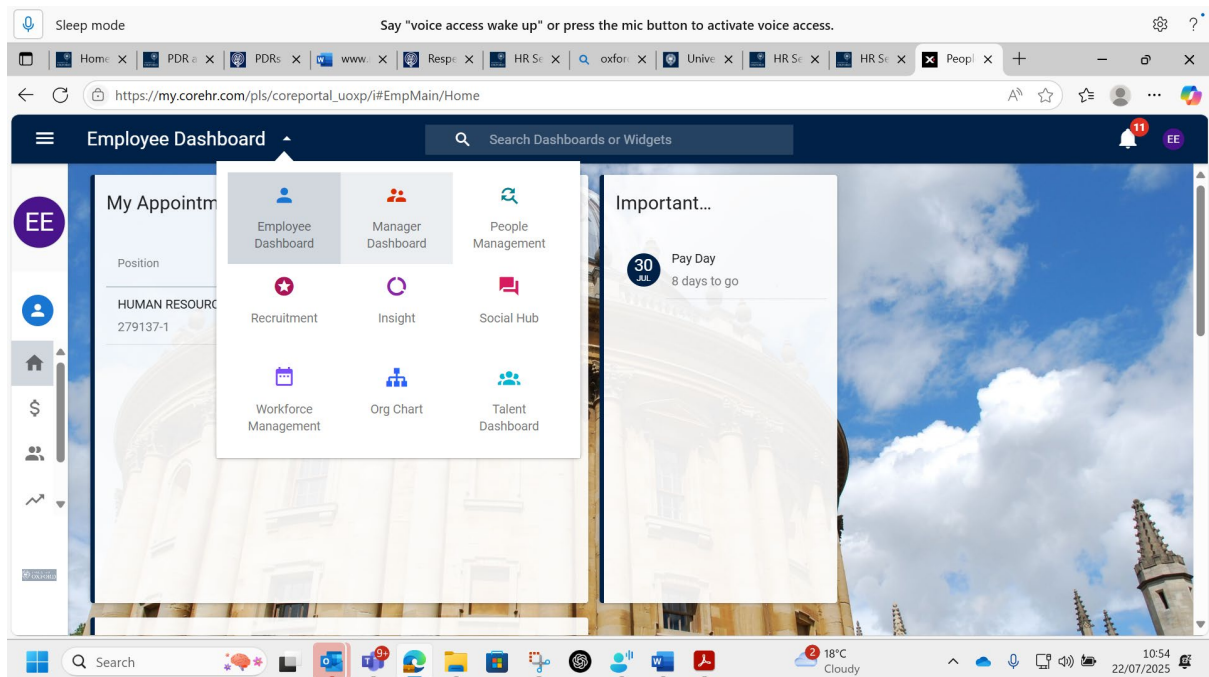 Sleep mode
Say "voice access wake up" or press the mic button to activate voice access.
?
Home
PDR a
PDRs
www.
Respe
HR Se
oxford
Unive
HR Se
HR Se
Peopl
https://my.corehr.com/pls/coreportal_uoxp/i#EmpMain/Home
Employee Dashboard
Search Dashboards or Widgets
11
EE
EE
My Appointm
Position
HUMAN RESOURC
279137-1
Employee
Dashboard
Manager
Dashboard
People
Management
Recruitment
Insight
Social Hub
Workforce
Management
Org Chart
Talent
Dashboard
Important...
30
JUL
Pay Day
8 days to go
OXFORD
Search
9+
2
18°C
Cloudy
10:54
22/07/2025